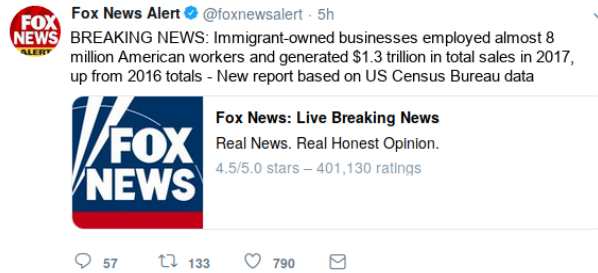 FOX
NEWS
ALERT
Fox News Alert @foxnewsalert · 5h
BREAKING NEWS: Immigrant-owned businesses employed almost 8
million American workers and generated $1.3 trillion in total sales in 2017,
up from 2016 totals - New report based on US Census Bureau data
FOX
NEWS
Fox News: Live Breaking News
Real News. Real Honest Opinion.
4.5/5.0 stars – 401,130 ratings
57 133 790